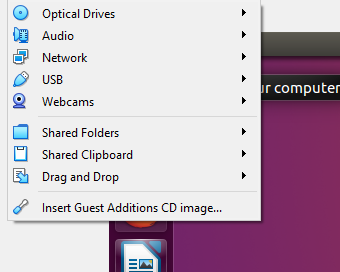 Optical Drives
Audio
Network
USB
Webcams
Shared Folders
Shared Clipboard
Drag and Drop
Insert Guest Additions CD image...
computer